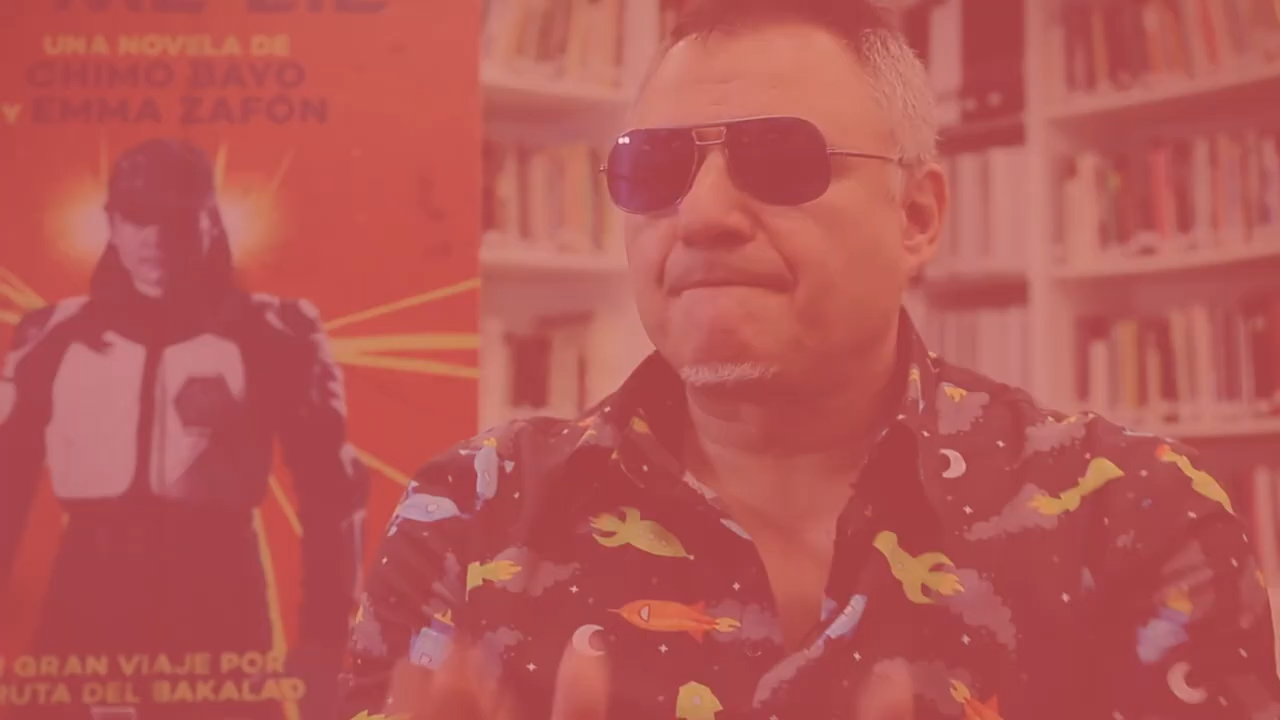 UNA NOVELA DE
CHIMO BAYO
Y EMMA ZAFÓN
GRAN VIAJE POR
RUTA DEL BAKALAO